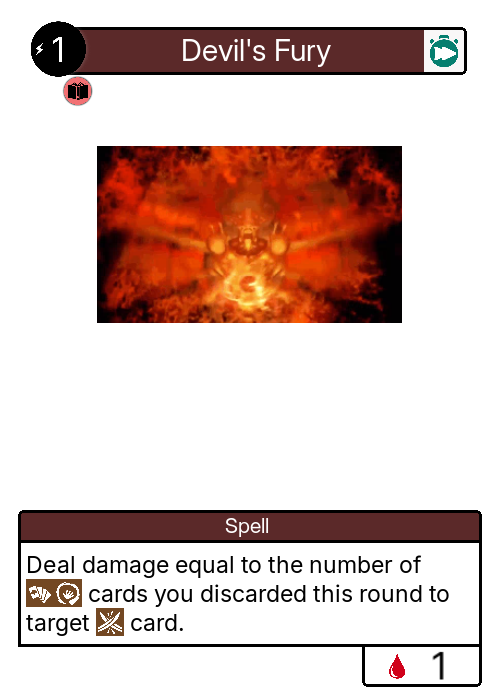 1
Devil's Fury
Spell
Deal damage equal to the number of
cards you discarded this round to
target card.
1